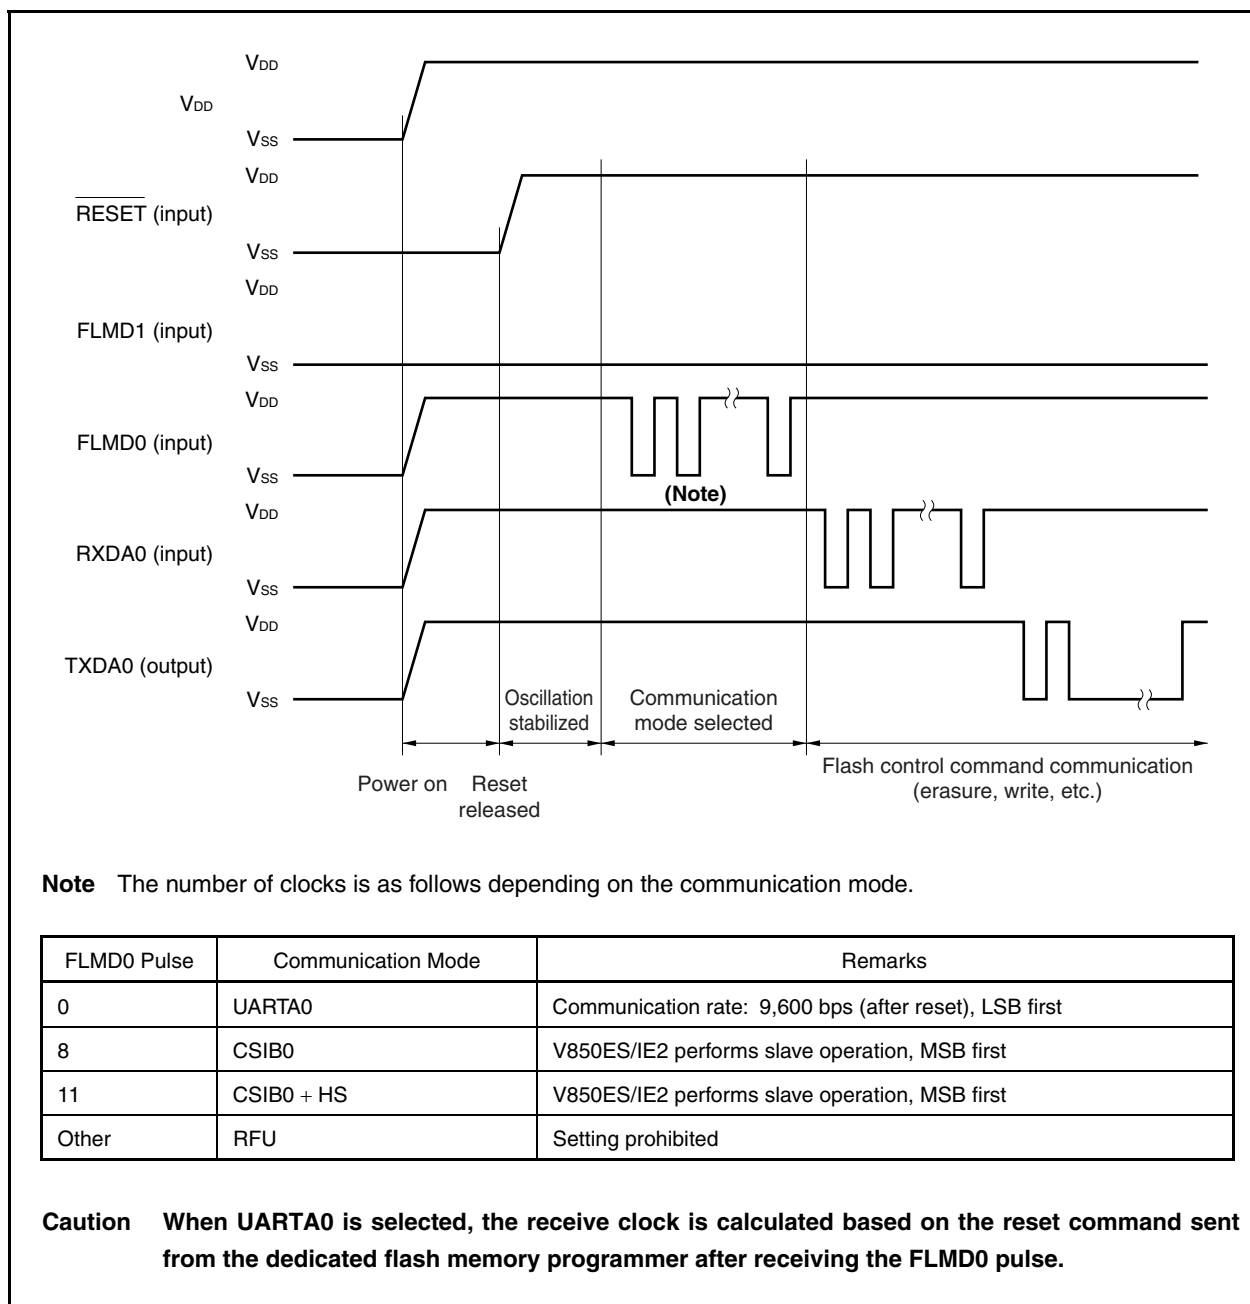 VDD
VDD
VSS
VDD
RESET (input)
VSS
VDD
FLMD1 (input)
VSS
VDD
FLMD0 (input)
VSS
(Note)
VDD
RXDA0 (input)
VSS
VDD
TXDA0 (output)
VSS
Oscillation
stabilized
Communication
mode selected
Power on
Reset
released
Flash control command communication
(erasure, write, etc.)
Note The number of clocks is as follows depending on the communication mode.
FLMD0 Pulse Communication Mode Remarks
0 UARTA0 Communication rate: 9,600 bps (after reset), LSB first
8 CSIB0 V850ES/IE2 performs slave operation, MSB first
11 CSIB0 + HS V850ES/IE2 performs slave operation, MSB first
Other RFU Setting prohibited
Caution When UARTA0 is selected, the receive clock is calculated based on the reset command sent
from the dedicated flash memory programmer after receiving the FLMD0 pulse.